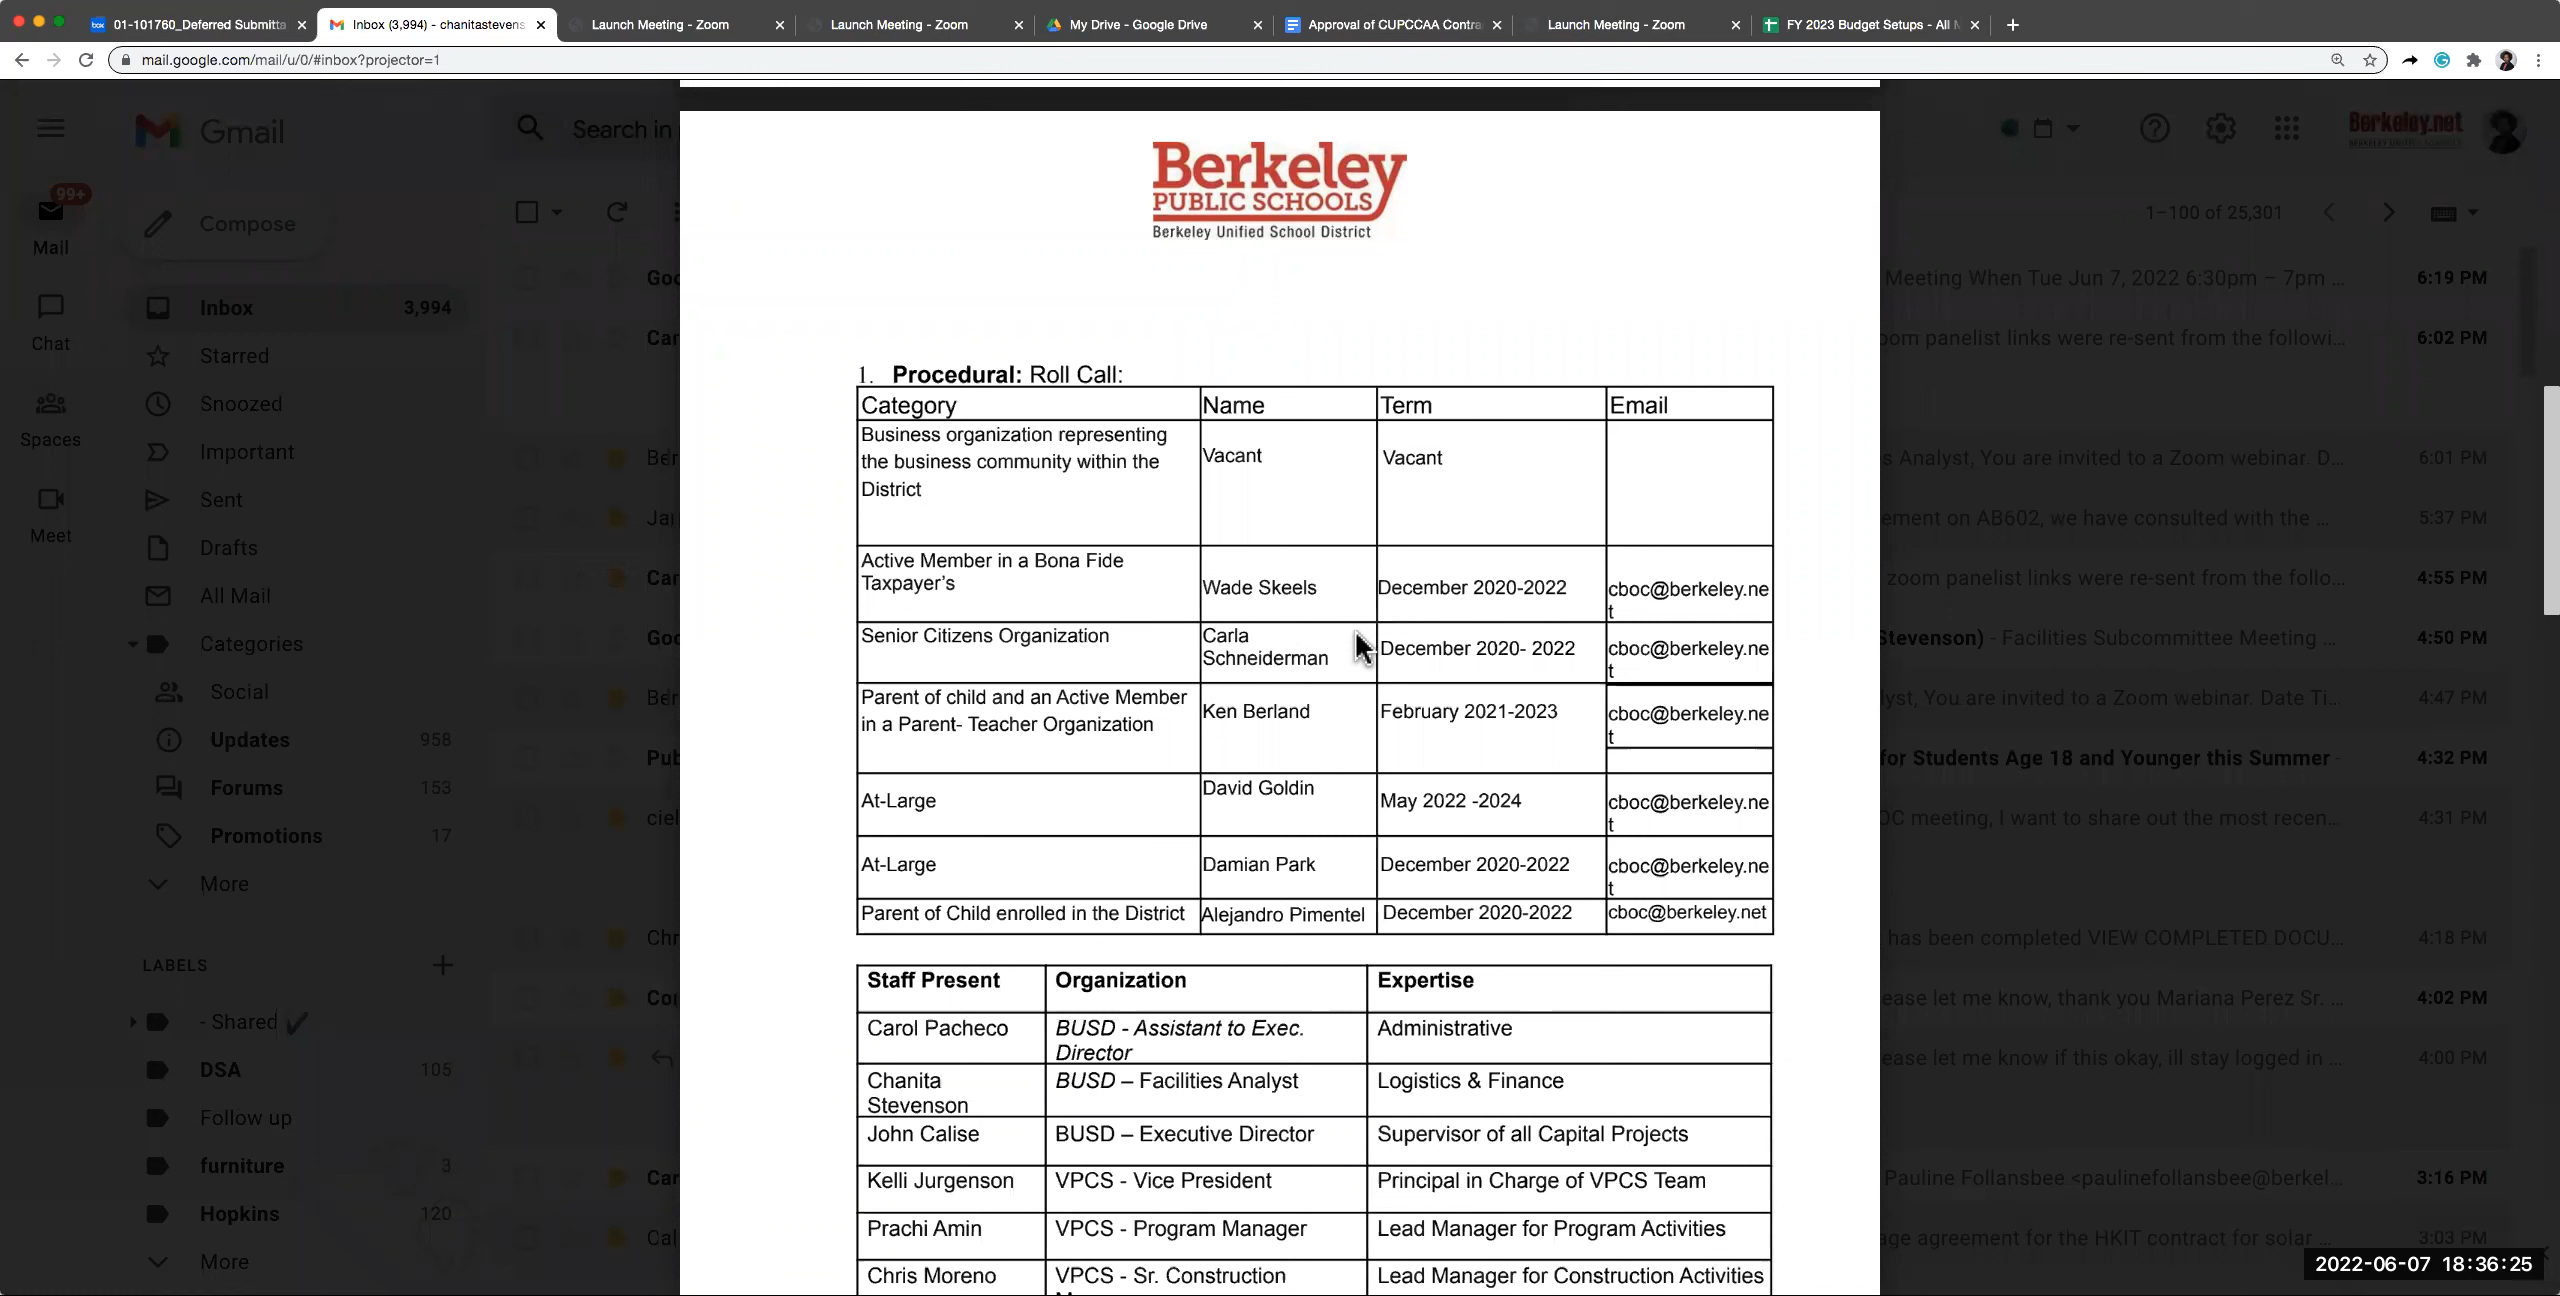 01-101760_Deferred Submitta
Inbox (3,994) - chanitastevens
Launch Meeting - Zoom
Launch Meeting - Zoom
My Drive - Google Drive
Approval of CUPCCAA Contra
Launch Meeting - Zoom
FY 2023 Budget Setups - All
mail.google.com/mail/u/0/#inbox?projector=1
Gmail
Search in
Berkeley.net
99+
Mail
Chat
Spaces
Meet
Compose
Inbox 3,994
Starred
Snoozed
Important
Sent
Drafts
All Mail
Categories
Social
Updates 958
Forums 153
Promotions 17
More
LABELS
- Shared
DSA 105
Follow up
furniture 3
Hopkins 120
More
Berkeley
PUBLIC SCHOOLS
Berkeley Unified School District
1. Procedural: Roll Call:
Category Name Term Email
Business organization representing
the business community within the
District
Vacant Vacant
Active Member in a Bona Fide
Taxpayer's
Wade Skeels December 2020-2022 cboc@berkeley.ne
t
Senior Citizens Organization
Carla
Schneiderman
December 2020- 2022 cboc@berkeley.ne
t
Parent of child and an Active Member
in a Parent- Teacher Organization
Ken Berland February 2021-2023 cboc@berkeley.ne
t
At-Large David Goldin May 2022 -2024 cboc@berkeley.ne
t
At-Large Damian Park December 2020-2022 cboc@berkeley.ne
t
Parent of Child enrolled in the District Alejandro Pimentel December 2020-2022 cboc@berkeley.net
Staff Present Organization Expertise
Carol Pacheco BUSD - Assistant to Exec.
Director
Administrative
Chanita
Stevenson
BUSD – Facilities Analyst Logistics & Finance
John Calise BUSD – Executive Director Supervisor of all Capital Projects
Kelli Jurgenson VPCS - Vice President Principal in Charge of VPCS Team
Prachi Amin VPCS - Program Manager Lead Manager for Program Activities
Chris Moreno VPCS - Sr. Construction Lead Manager for Construction Activities
1–100 of 25,301
Meeting When Tue Jun 7, 2022 6:30pm – 7pm ... 6:19 PM
oom panelist links were re-sent from the followi... 6:02 PM
s Analyst, You are invited to a Zoom webinar. D... 6:01 PM
ement on AB602, we have consulted with the ... 5:37 PM
zoom panelist links were re-sent from the follo... 4:55 PM
Stevenson) - Facilities Subcommittee Meeting ... 4:50 PM
lyst, You are invited to a Zoom webinar. Date Ti... 4:47 PM
for Students Age 18 and Younger this Summer - 4:32 PM
OC meeting, I want to share out the most recen... 4:31 PM
has been completed VIEW COMPLETED DOCU... 4:18 PM
ease let me know, thank you Mariana Perez Sr. ... 4:02 PM
ease let me know if this okay, ill stay logged in ... 4:00 PM
Pauline Follansbee <paulinefollansbee@berkel... 3:16 PM
age agreement for the HKIT contract for solar ... 3:03 PM
2022-06-07 18:36:25